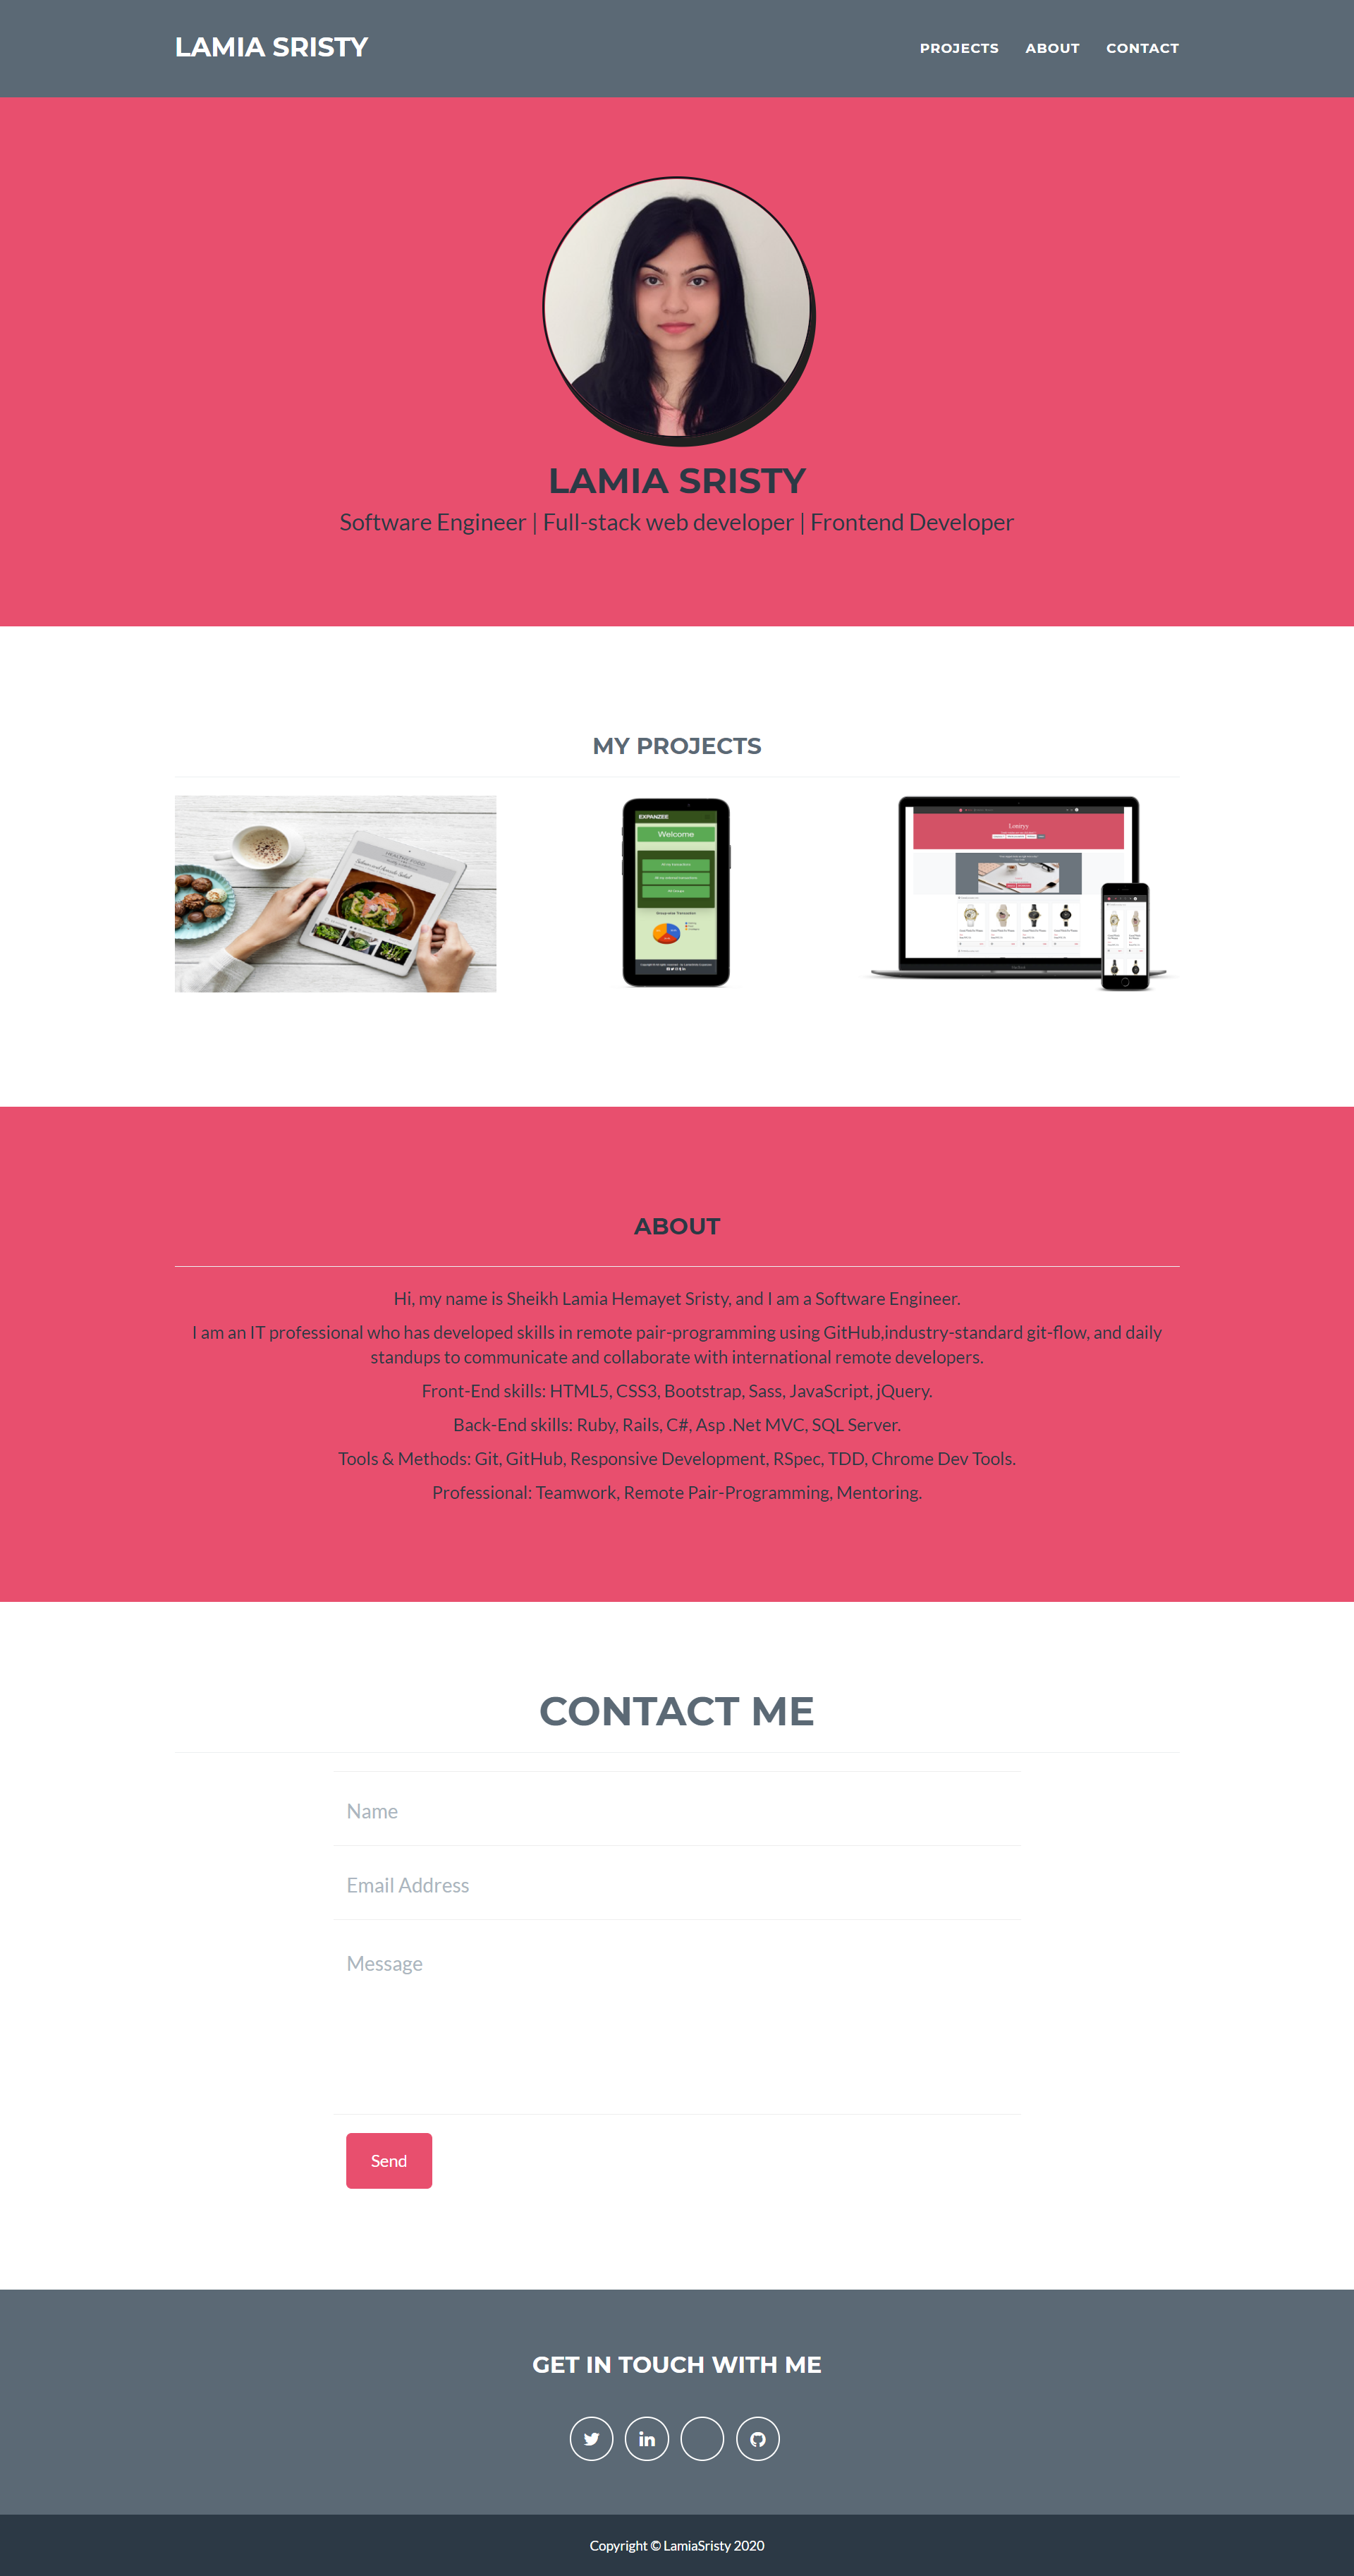 LAMIA SRISTY
PROJECTS ABOUT CONTACT
LAMIA SRISTY
Software Engineer | Full-stack web developer | Frontend Developer
MY PROJECTS
HEALTHY FOOD
EXPANZEE
Welcome
ABOUT
Hi, my name is Sheikh Lamia Hemayet Sristy, and I am a Software Engineer.
I am an IT professional who has developed skills in remote pair-programming using GitHub,industry-standard git-flow, and daily
standups to communicate and collaborate with international remote developers.
Front-End skills: HTML5, CSS3, Bootstrap, Sass, JavaScript, jQuery.
Back-End skills: Ruby, Rails, C#, Asp .Net MVC, SQL Server.
Tools & Methods: Git, GitHub, Responsive Development, RSpec, TDD, Chrome Dev Tools.
Professional: Teamwork, Remote Pair-Programming, Mentoring.
CONTACT ME
Name
Email Address
Message
Send
GET IN TOUCH WITH ME
Copyright © LamiaSristy 2020